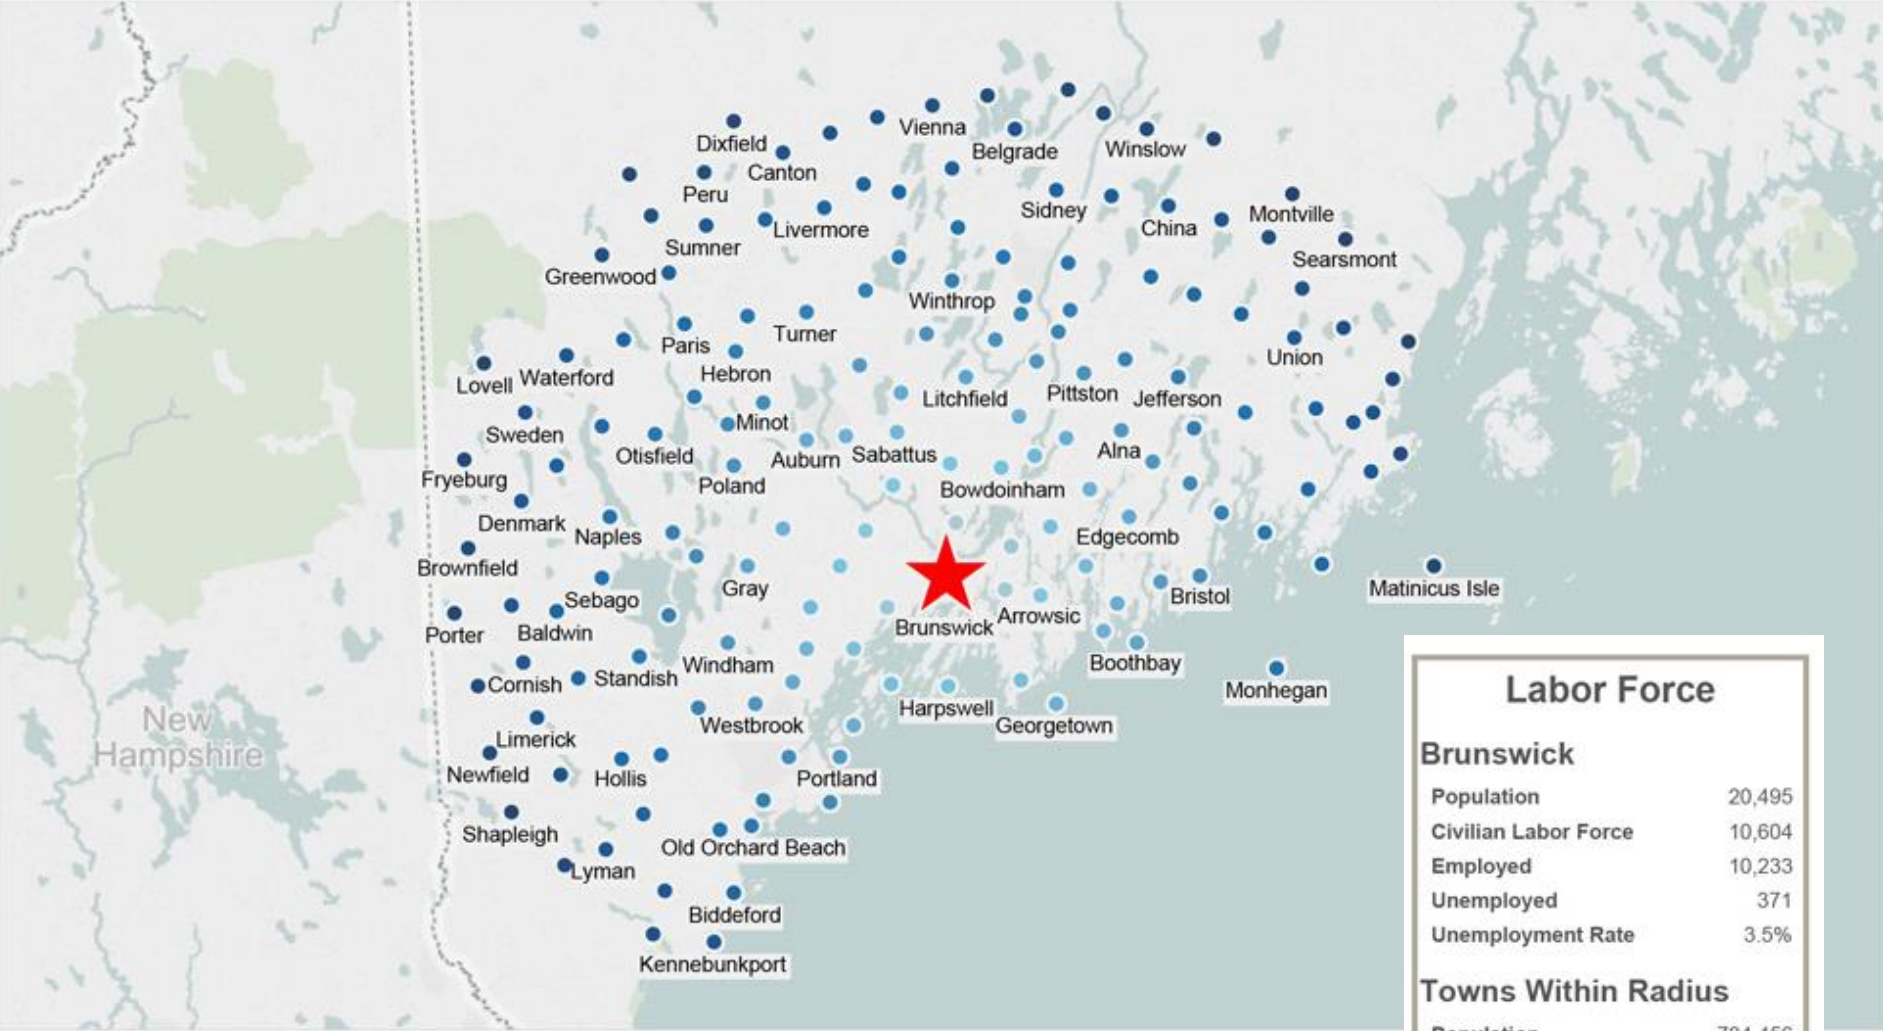 Vienna
Dixfield
Belgrade
Winslow
Canton
Peru
Sidney
Montville
Livermore
China
Sumner
Searsmont
Greenwood
Winthrop
Turner
Paris
Union
Hebron
Lovell
Waterford
Pittston
Litchfield
Jefferson
Minot
Sweden
Alna
Otisfield
Auburn
Sabattus
Fryeburg
Poland
Bowdoinham
Denmark
Naples
Edgecomb
Brownfield
Gray
Matinicus Isle
Sebago
Bristol
Arrowsic
Brunswick
Porter
Baldwin
Windham
Boothbay
Standish
Cornish
Monhegan
Harpswell
New
Hampshire
Westbrook
Georgetown
Limerick
Newfield
Hollis
Portland
Shapleigh
Old Orchard Beach
Lyman
Biddeford
Kennebunkport
Labor Force
Brunswick
Population 20,495
Civilian Labor Force 10,604
Employed 10,233
Unemployed 371
Unemployment Rate 3.5%
Towns Within Radius